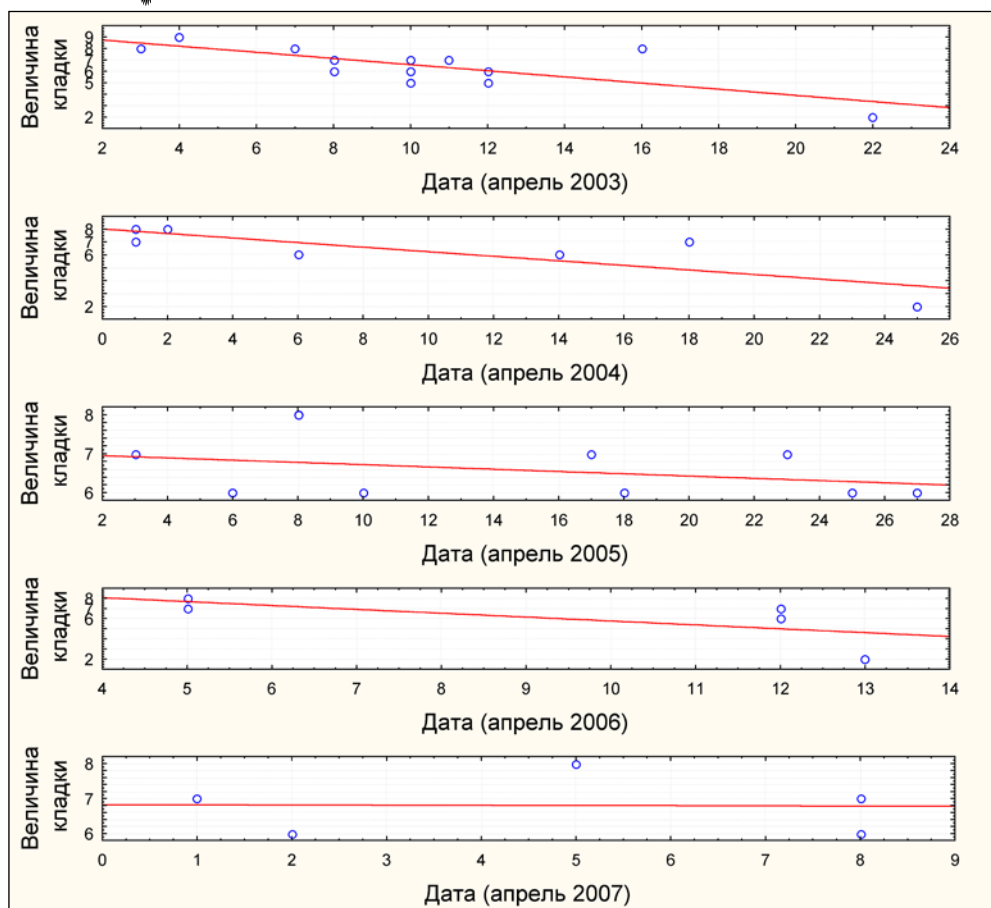 Величина
кладки
9
8
7
6
5
2
2 4 6 8 10 12 14 16 18 20 22 24
Дата (апрель 2003)
Величина
кладки
8
7
6
2
0 2 4 6 8 10 12 14 16 18 20 22 24 26
Дата (апрель 2004)
Величина
кладки
8
7
6
2 4 6 8 10 12 14 16 18 20 22 24 26 28
Дата (апрель 2005)
Величина
кладки
8
6
2
4 5 6 7 8 9 10 11 12 13 14
Дата (апрель 2006)
Величина
кладки
8
7
6
0 1 2 3 4 5 6 7 8 9
Дата (апрель 2007)